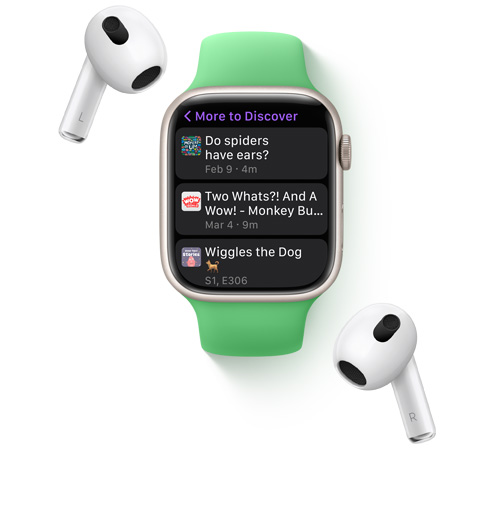 L
More to Discover
Do spiders
have ears?
Feb 9 · 4m
WOW
Two Whats?! And A
Wow! - Monkey Bu...
Mar 4 · 9m
Stories
Wiggles the Dog
🐕
S1, E306
R